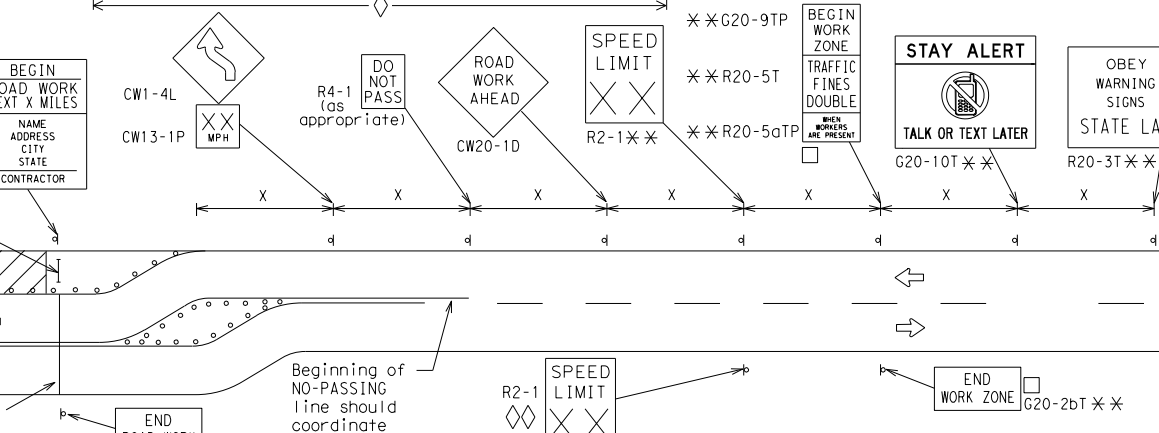 BEGIN
ROAD WORK
NEXT X MILES
NAME
ADDRESS
CITY
STATE
CONTRACTOR
CW1-4L
XX
MPH
CW13-1P
R4-1
(as
appropriate)
DO
NOT
PASS
ROAD
WORK
AHEAD
CW20-1D
SPEED
LIMIT
X X
R2-1**
**G20-9TP
**R20-5T
**R20-5aTP
BEGIN
WORK
ZONE
TRAFFIC
FINES
DOUBLE
WHEN
WORKERS
ARE PRESENT
STAY ALERT
TALK OR TEXT LATER
G20-10T**
OBEY
WARNING
SIGNS
STATE LA
R20-3T**
X X X X X X X
Beginning of
NO-PASSING
line should
coordinate
R2-1
SPEED
LIMIT
X X
END
WORK ZONE
G20-2bT**
END
ROAD WORK